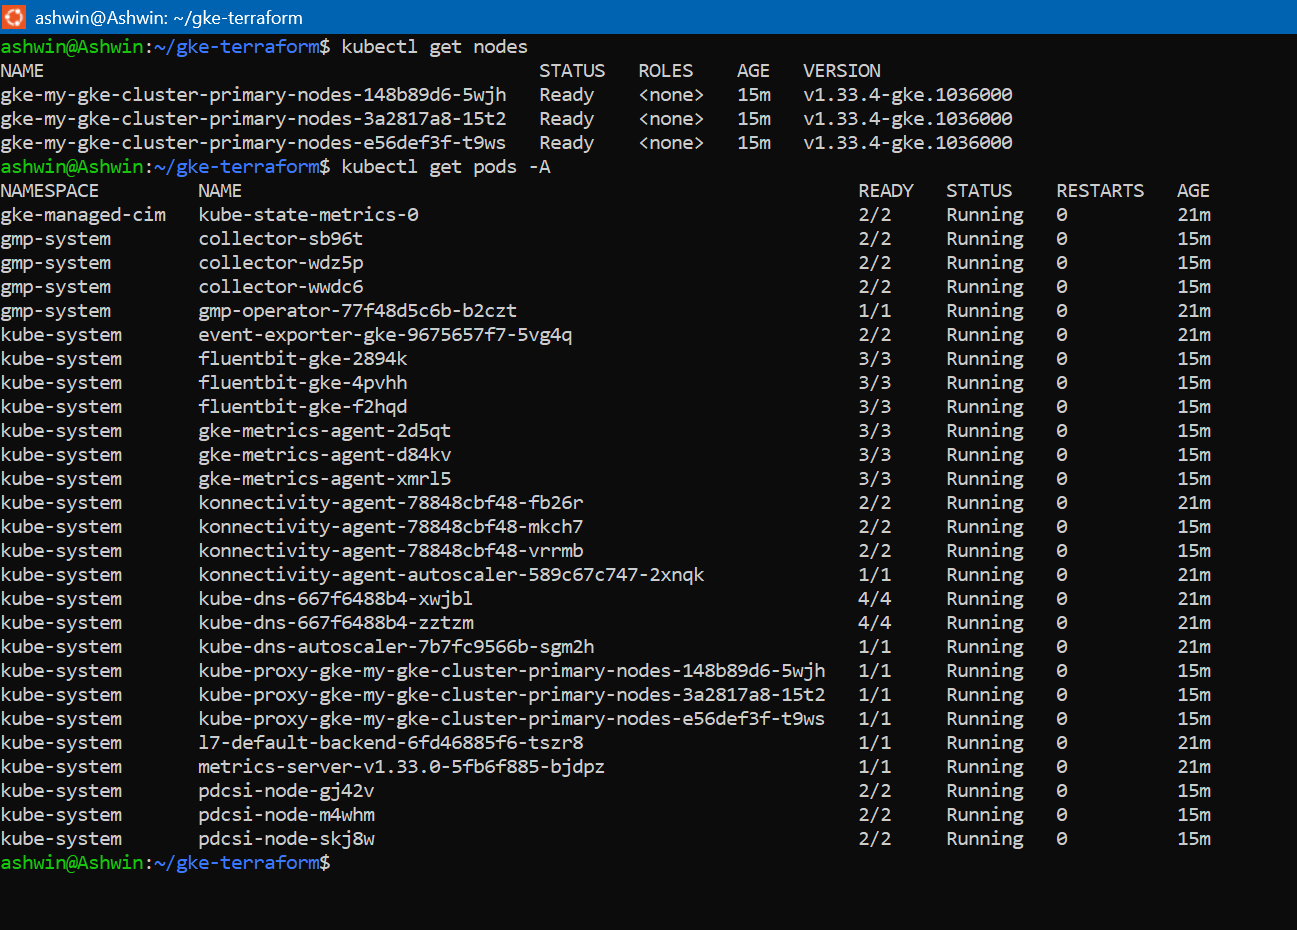 ashwin@Ashwin: ~/gke-terraform
ashwin@Ashwin:~/gke-terraform$ kubectl get nodes
NAME STATUS ROLES AGE VERSION
gke-my-gke-cluster-primary-nodes-148b89d6-5wjh Ready <none> 15m v1.33.4-gke.1036000
gke-my-gke-cluster-primary-nodes-3a2817a8-15t2 Ready <none> 15m v1.33.4-gke.1036000
gke-my-gke-cluster-primary-nodes-e56def3f-t9ws Ready <none> 15m v1.33.4-gke.1036000
ashwin@Ashwin:~/gke-terraform$ kubectl get pods -A
NAMESPACE NAME READY STATUS RESTARTS AGE
gke-managed-cim kube-state-metrics-0 2/2 Running 0 21m
gmp-system collector-sb96t 2/2 Running 0 15m
gmp-system collector-wdz5p 2/2 Running 0 15m
gmp-system collector-wwdc6 2/2 Running 0 15m
gmp-system gmp-operator-77f48d5c6b-b2czt 1/1 Running 0 21m
kube-system event-exporter-gke-9675657f7-5vg4q 2/2 Running 0 21m
kube-system fluentbit-gke-2894k 3/3 Running 0 15m
kube-system fluentbit-gke-4pvhh 3/3 Running 0 15m
kube-system fluentbit-gke-f2hqd 3/3 Running 0 15m
kube-system gke-metrics-agent-2d5qt 3/3 Running 0 15m
kube-system gke-metrics-agent-d84kv 3/3 Running 0 15m
kube-system gke-metrics-agent-xmrl5 3/3 Running 0 15m
kube-system konnectivity-agent-78848cbf48-fb26r 2/2 Running 0 21m
kube-system konnectivity-agent-78848cbf48-mkch7 2/2 Running 0 15m
kube-system konnectivity-agent-78848cbf48-vrrmb 2/2 Running 0 15m
kube-system konnectivity-agent-autoscaler-589c67c747-2xnqk 1/1 Running 0 21m
kube-system kube-dns-667f6488b4-xwjbl 4/4 Running 0 21m
kube-system kube-dns-667f6488b4-zztzm 4/4 Running 0 21m
kube-system kube-dns-autoscaler-7b7fc9566b-sgm2h 1/1 Running 0 21m
kube-system kube-proxy-gke-my-gke-cluster-primary-nodes-148b89d6-5wjh 1/1 Running 0 15m
kube-system kube-proxy-gke-my-gke-cluster-primary-nodes-3a2817a8-15t2 1/1 Running 0 15m
kube-system kube-proxy-gke-my-gke-cluster-primary-nodes-e56def3f-t9ws 1/1 Running 0 15m
kube-system l7-default-backend-6fd46885f6-tszr8 1/1 Running 0 21m
kube-system metrics-server-v1.33.0-5fb6f885-bjdpz 1/1 Running 0 21m
kube-system pdcsi-node-gj42v 2/2 Running 0 15m
kube-system pdcsi-node-m4whm 2/2 Running 0 15m
kube-system pdcsi-node-skj8w 2/2 Running 0 15m
ashwin@Ashwin:~/gke-terraform$